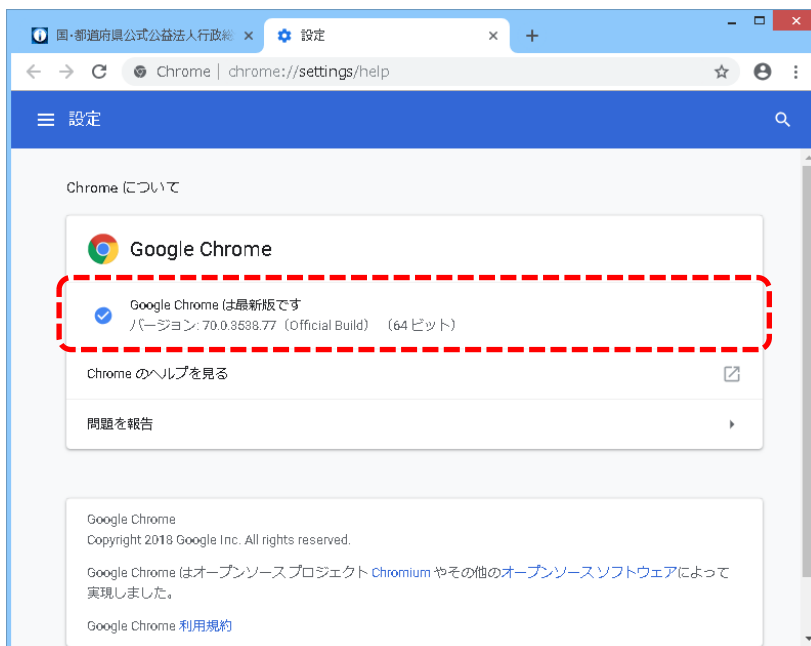 国・都道府県公式公益法人行政総
設定
Chrome | chrome://settings/help
設定
Chrome について
Google Chrome
Google Chrome は最新版です
バージョン: 70.0.3538.77（Official Build）（64 ビット）
Chrome のヘルプを見る
問題を報告
Google Chrome
Copyright 2018 Google Inc. All rights reserved.
Google Chrome はオープンソース プロジェクト Chromium やその他のオープンソース ソフトウェアによって
実現しました。
Google Chrome 利用規約